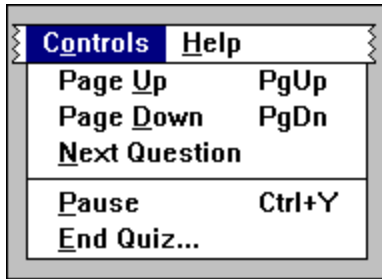 Controls Help
Page Up PgUp
Page Down PgDn
Next Question
Pause Ctrl+Y
End Quiz...